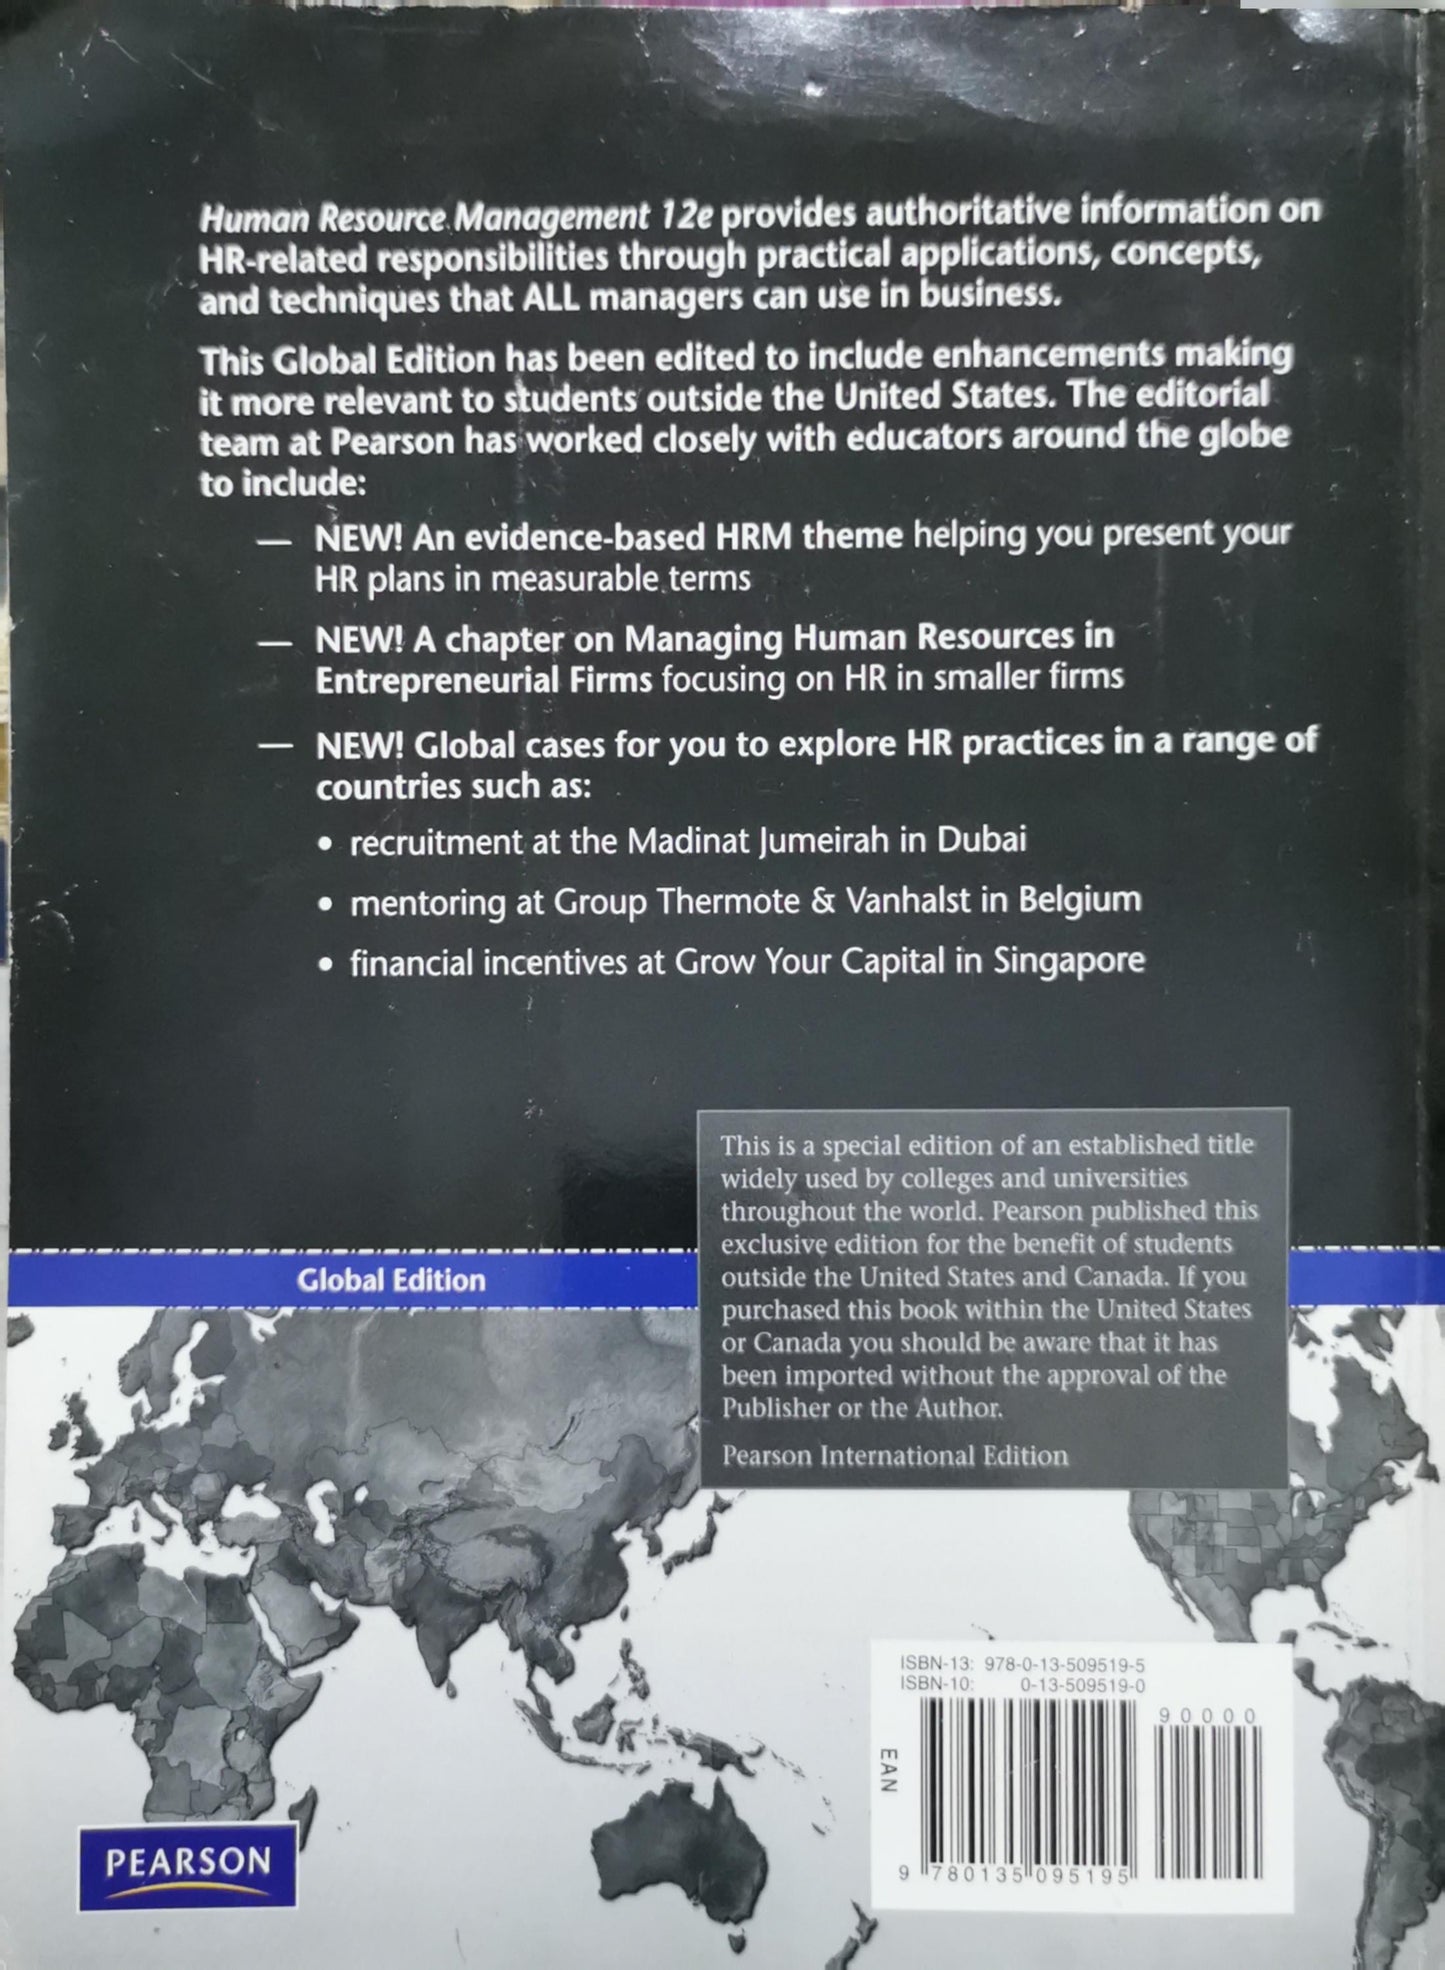 Human Resource Management 12e provides authoritative information on
HR-related responsibilities through practical applications, concepts,
and techniques that ALL managers can use in business.
This Global Edition has been edited to include enhancements making
it more relevant to students outside the United States. The editorial
team at Pearson has worked closely with educators around the globe
to include:
— NEW! An evidence-based HRM theme helping you present your
HR plans in measurable terms
— NEW! A chapter on Managing Human Resources in
Entrepreneurial Firms focusing on HR in smaller firms
— NEW! Global cases for you to explore HR practices in a range of
countries such as:
• recruitment at the Madinat Jumeirah in Dubai
• mentoring at Group Thermote & Vanhalst in Belgium
• financial incentives at Grow Your Capital in Singapore
This is a special edition of an established title
widely used by colleges and universities
throughout the world. Pearson published this
exclusive edition for the benefit of students
outside the United States and Canada. If you
purchased this book within the United States
or Canada you should be aware that it has
been imported without the approval of the
Publisher or the Author.
Pearson International Edition
Global Edition
ISBN-13: 978-0-13-509519-5
ISBN-10: 0-13-509519-0
90000
EAN
9 780135 095195
PEARSON